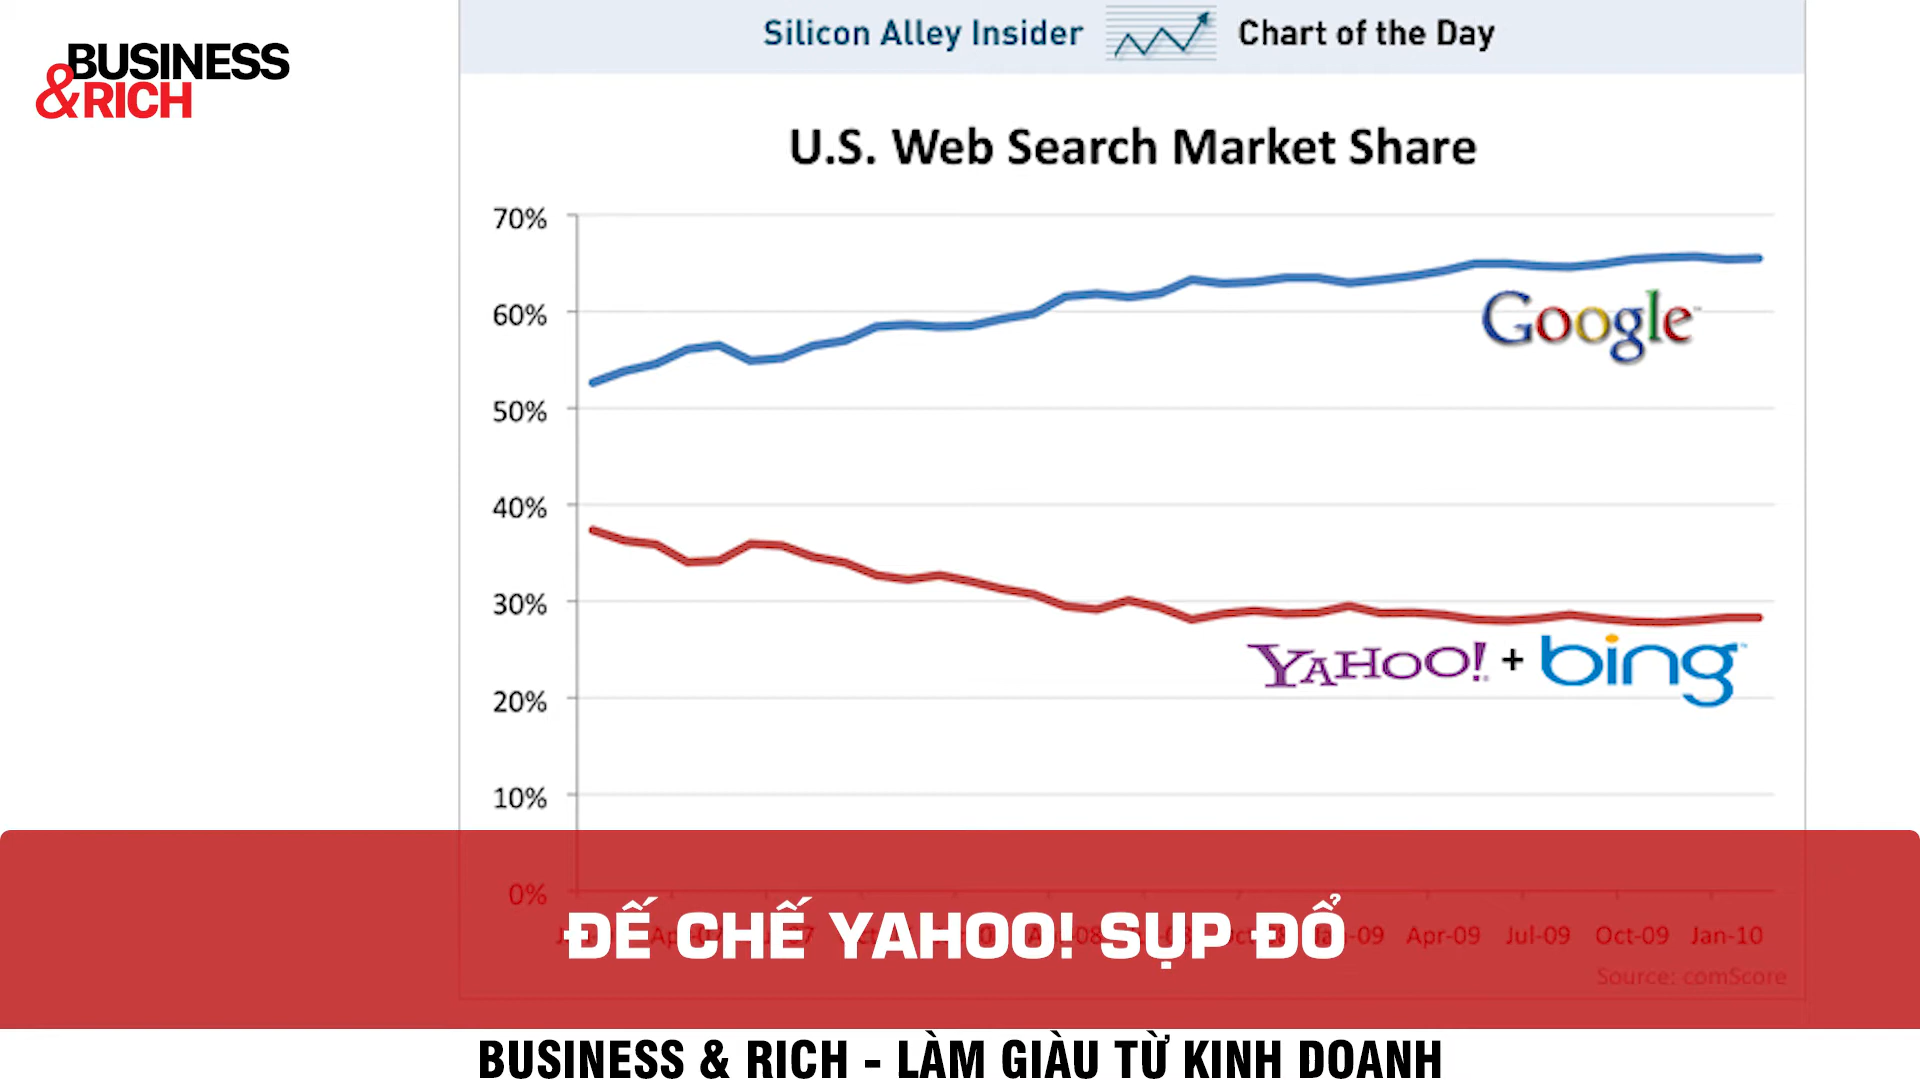 BUSINESS
&RICH
Silicon Alley Insider Chart of the Day
U.S. Web Search Market Share
70%
60%
Google
50%
40%
30%
YAHOO! + bing
20%
10%
0%
ĐẾ CHẾ YAHOO! SỤP ĐỔ
Apr-09 Jul-09 Oct-09 Jan-10
Source: comScore
BUSINESS & RICH - LÀM GIÀU TỪ KINH DOANH